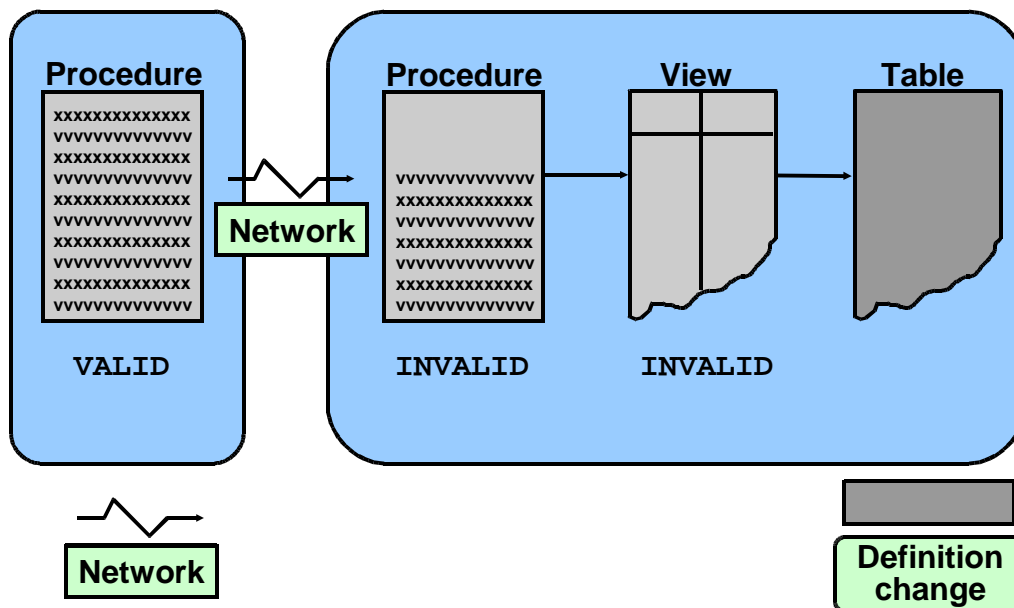 Procedure
xxxxxxxxxxxxxx
vvvvvvvvvvvvvv
xxxxxxxxxxxxxx
vvvvvvvvvvvvvv
xxxxxxxxxxxxxx
vvvvvvvvvvvvvv
xxxxxxxxxxxxxx
vvvvvvvvvvvvvv
xxxxxxxxxxxxxx
vvvvvvvvvvvvvv
VALID
Network
Procedure
vvvvvvvvvvvvvv
xxxxxxxxxxxxxx
vvvvvvvvvvvvvv
xxxxxxxxxxxxxx
vvvvvvvvvvvvvv
xxxxxxxxxxxxxx
vvvvvvvvvvvvvv
INVALID
View
INVALID
Table
Network
Definition
change